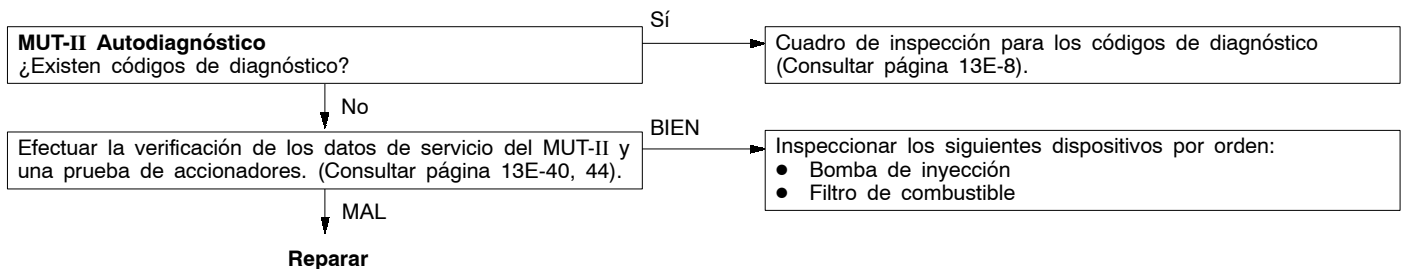 Sí
MUT-II Autodiagnóstico
¿Existen códigos de diagnóstico?
Cuadro de inspección para los códigos de diagnóstico
(Consultar página 13E-8).
No
BIEN
Efectuar la verificación de los datos de servicio del MUT-II y
una prueba de accionadores. (Consultar página 13E-40, 44).
Inspeccionar los siguientes dispositivos por orden:
● Bomba de inyección
● Filtro de combustible
MAL
Reparar